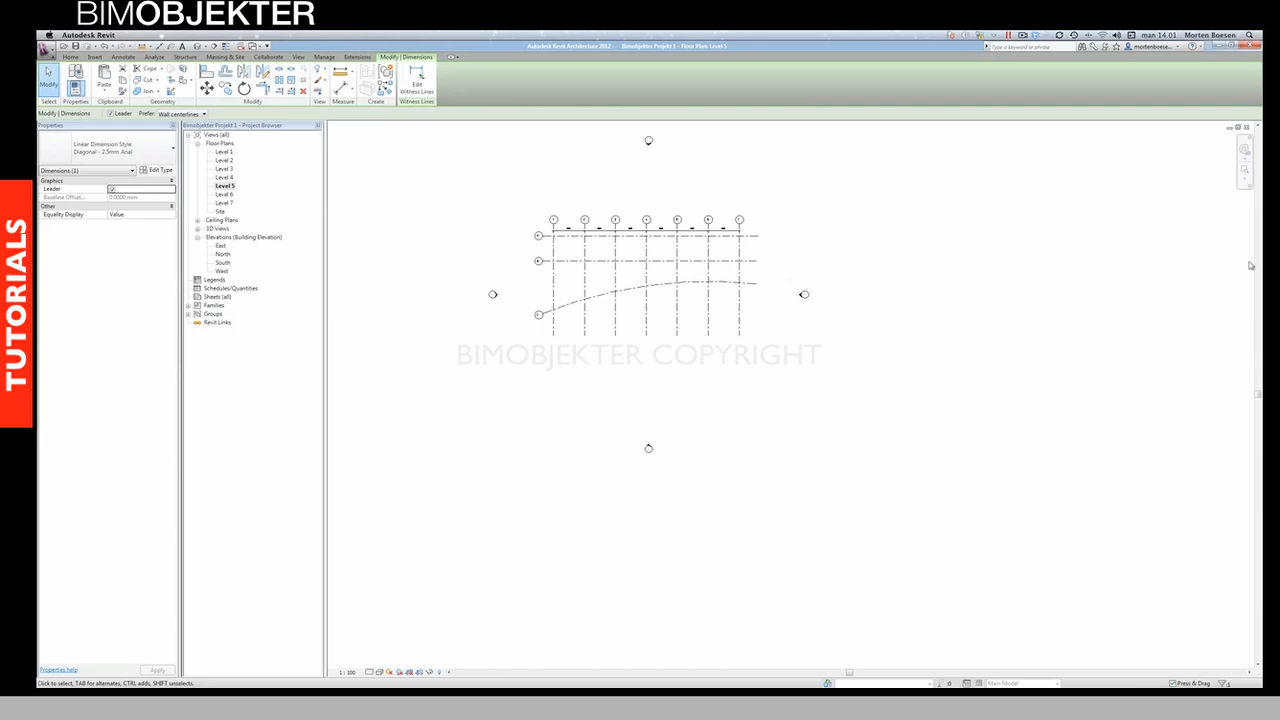 BIMOBJEKTER
TUTORIALS
Autodesk Revit
man 14.01 Morten Boesen
Autodesk Revit Architecture 2012 - Bimobjekter Projekt 1 - Floor Plan: Level 5
Type a keyword or phrase
mortenboese...
Home Insert Annotate Structure Massing & Site Collaborate View Manage Extensions Modify | Dimensions
Analyze
Modify
Paste
Cope
Cut
Join
Edit
Witness Lines
Select Properties Clipboard Geometry Modify View Measure Create Witness Lines
Modify | Dimensions Leader Prefer: Wall centerlines
Properties
Linear Dimension Style
Diagonal - 2.5mm Arial
Dimensions (1) Edit Type
Graphics
Leader
Baseline Offset... 0.0000 mm
Other
Equality Display Value
Properties help
Apply
Bimobjekter Projekt 1 - Project Browser
Views (all)
Floor Plans
Level 1
Level 2
Level 3
Level 4
Level 5
Level 6
Level 7
Site
Ceiling Plans
3D Views
Elevations (Building Elevation)
East
North
South
West
Legends
Schedules/Quantities
Sheets (all)
Families
Groups
Revit Links
BIMOBJEKTER COPYRIGHT
1 : 100
Click to select, TAB for alternates, CTRL adds, SHIFT unselects.
:0
Main Model
Press & Drag